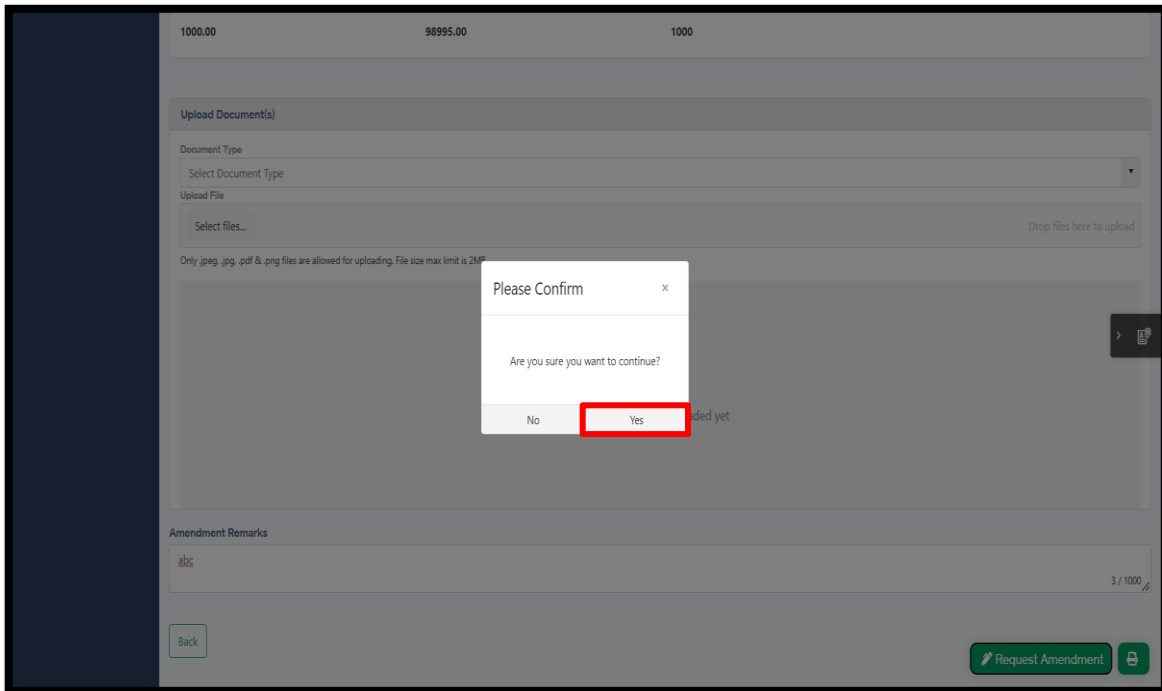 1000.00 98995.00 1000
Upload Document(s)
Document Type
Select Document Type
Upload File
Select files...
Drop files here to upload
Only .jpeg, .jpg, .pdf & .png files are allowed for uploading. File size max limit is 2MB
Please Confirm x
Are you sure you want to continue?
No Yes
yet
Amendment Remarks
abc
3 / 1000
Back
Request Amendment